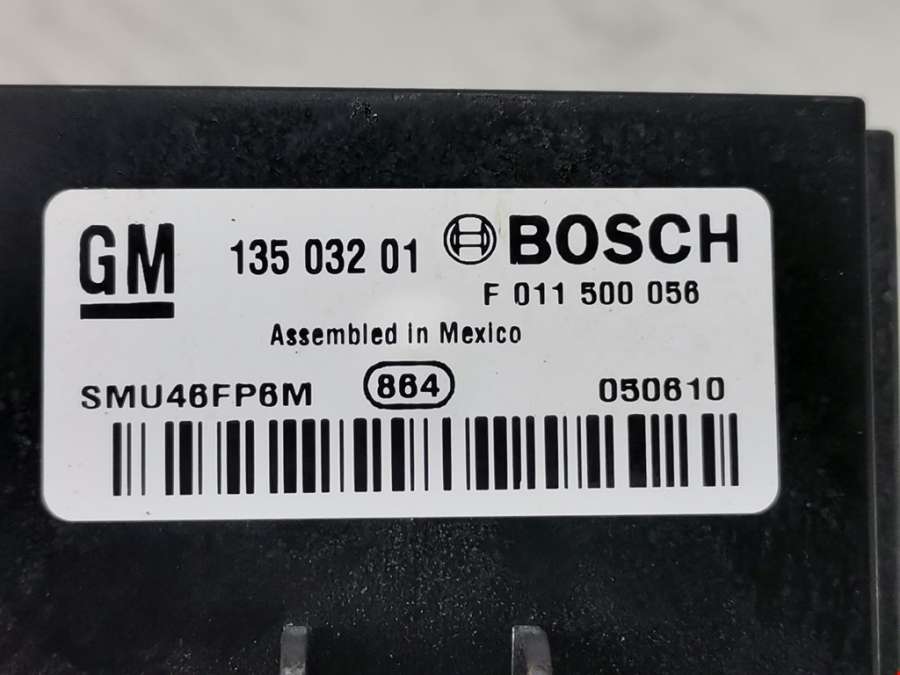 GM 135 032 01 BOSCH
F 011 500 056
Assembled in Mexico
SMU46FP6M 864 050610